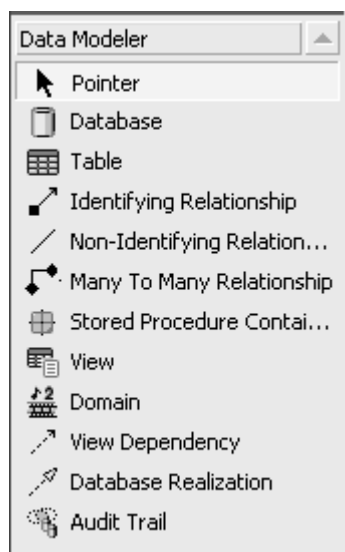 Data Modeler
Pointer
Database
Table
Identifying Relationship
Non-Identifying Relation...
Many To Many Relationship
Stored Procedure Contai...
View
Domain
View Dependency
Database Realization
Audit Trail